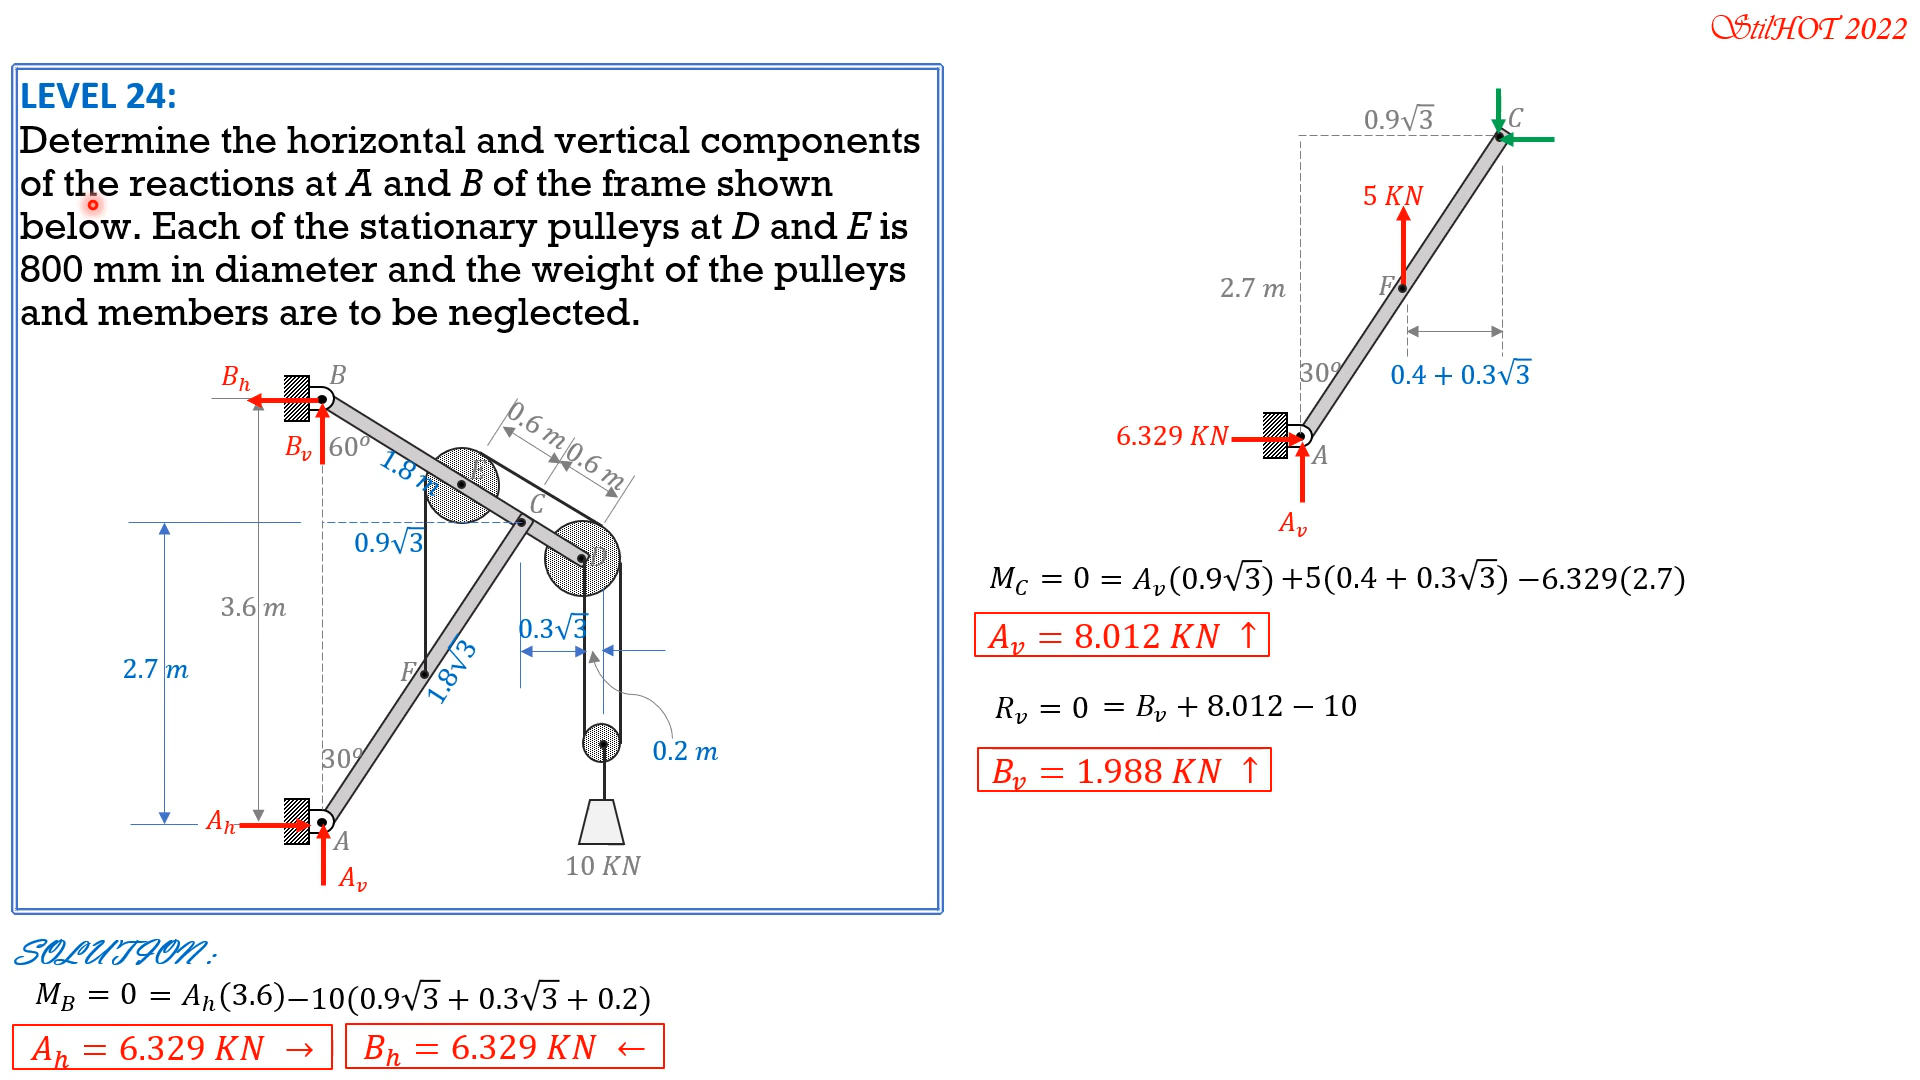 StilHOT 2022
LEVEL 24:
Determine the horizontal and vertical components
of the reactions at A and B of the frame shown
below. Each of the stationary pulleys at D and E is
800 mm in diameter and the weight of the pulleys
and members are to be neglected.
B_h
B
B_v
60°
1.8 m
0.6 m
0.6 m
E
C
0.9√3
D
3.6 m
0.3√3
2.7 m
F
1.8√3
0.2 m
30°
A_h
A
A_v
10 KN
SOLUTION:
M_B = 0 = A_h(3.6)−10(0.9√3 + 0.3√3 + 0.2)
A_h = 6.329 KN →
B_h = 6.329 KN ←
0.9√3
C
5 KN
2.7 m
F
30°
0.4 + 0.3√3
6.329 KN
A
A_v
M_C = 0 = A_v(0.9√3) +5(0.4 + 0.3√3) −6.329(2.7)
A_v = 8.012 KN ↑
R_v = 0 = B_v + 8.012 − 10
B_v = 1.988 KN ↑